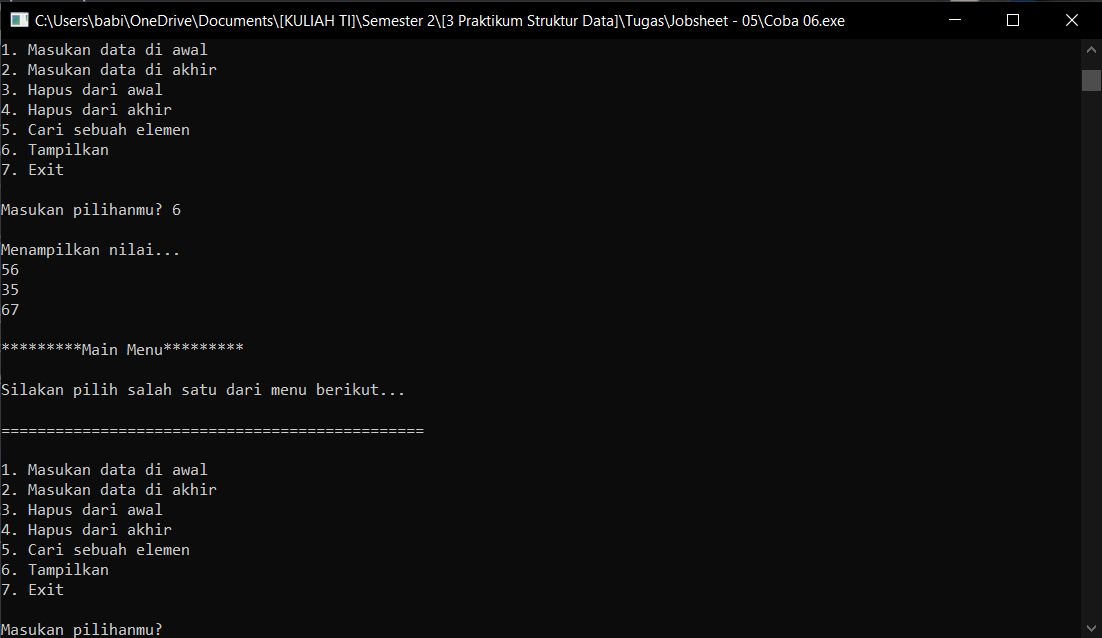 C:\Users\babi\OneDrive\Documents\[KULIAH TI]\Semester 2\[3 Praktikum Struktur Data]\Tugas\Jobsheet - 05\Coba 06.exe
1. Masukan data di awal
2. Masukan data di akhir
3. Hapus dari awal
4. Hapus dari akhir
5. Cari sebuah elemen
6. Tampilkan
7. Exit
Masukan pilihanmu? 6
Menampilkan nilai...
56
35
67
*********Main Menu*********
Silakan pilih salah satu dari menu berikut...
===============================================
1. Masukan data di awal
2. Masukan data di akhir
3. Hapus dari awal
4. Hapus dari akhir
5. Cari sebuah elemen
6. Tampilkan
7. Exit
Masukan pilihanmu?